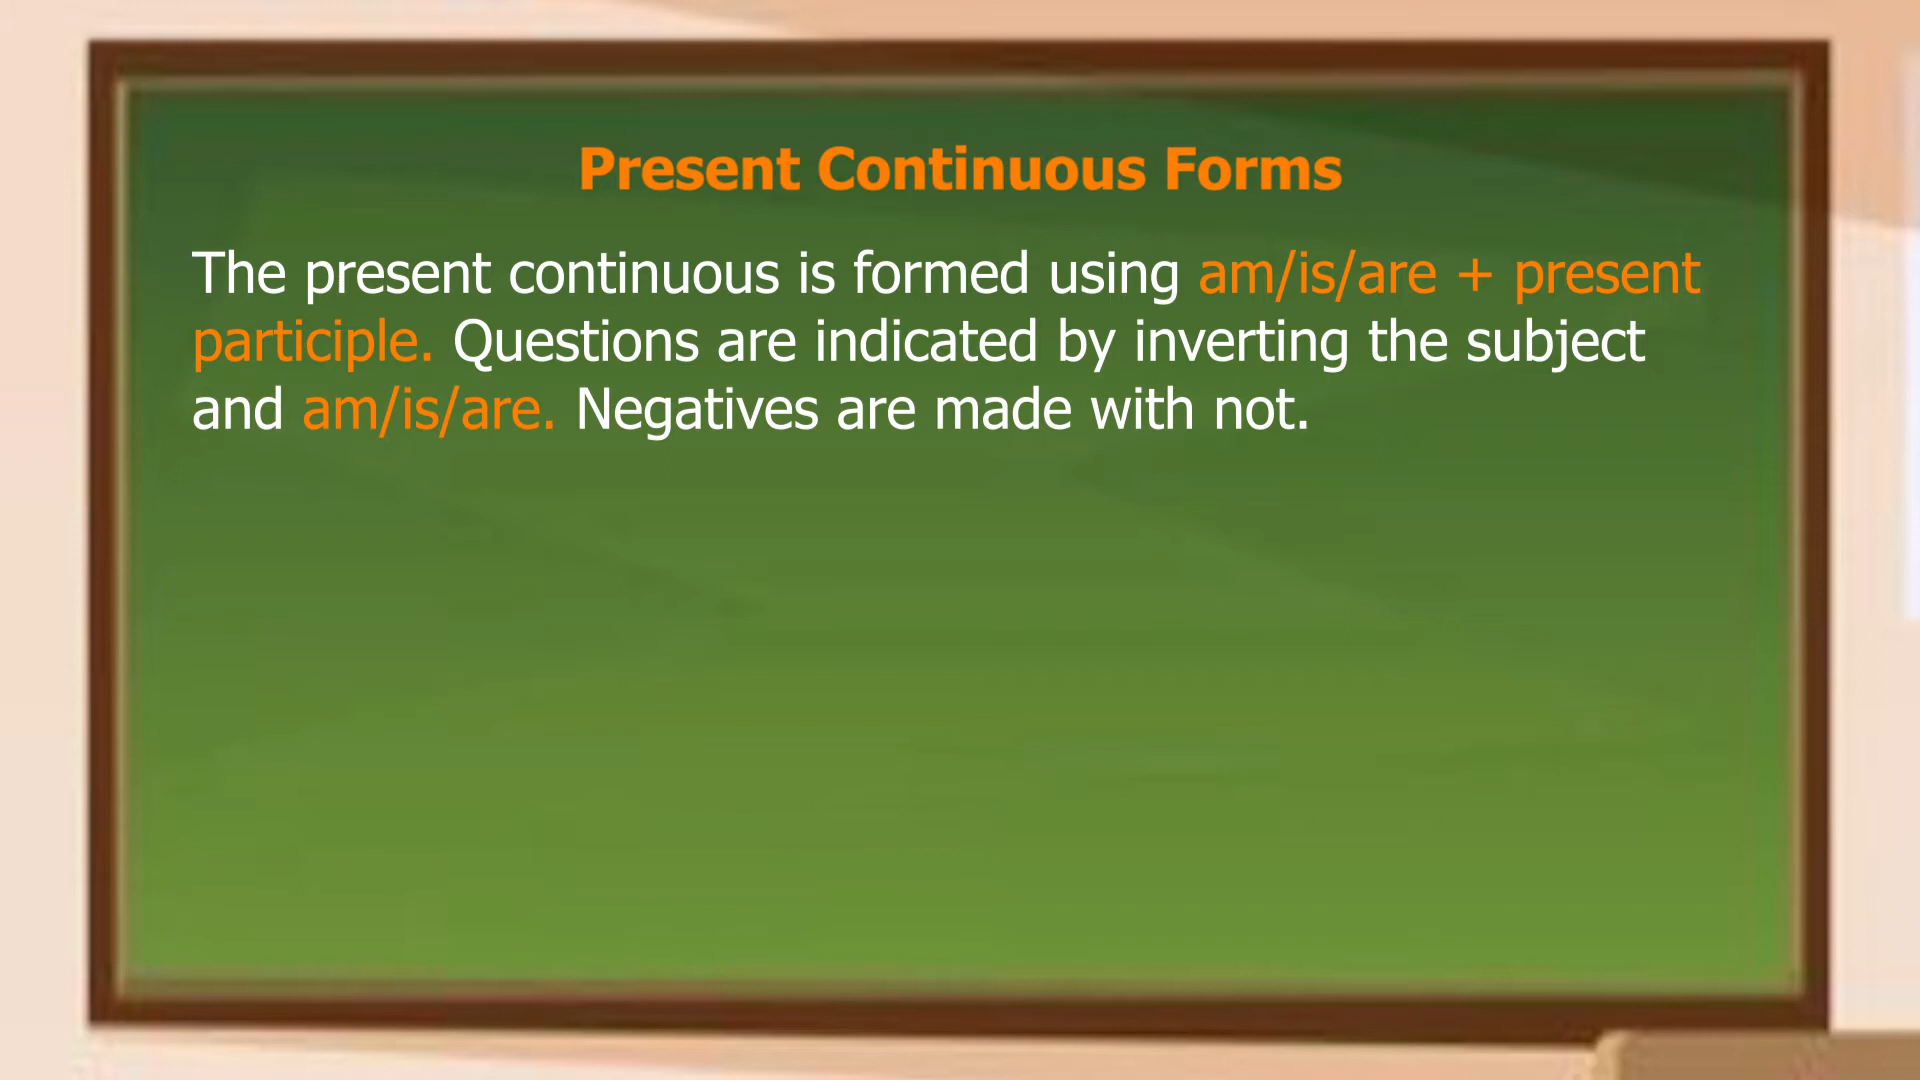 Present Continuous Forms
The present continuous is formed using am/is/are + present
participle. Questions are indicated by inverting the subject
and am/is/are. Negatives are made with not.